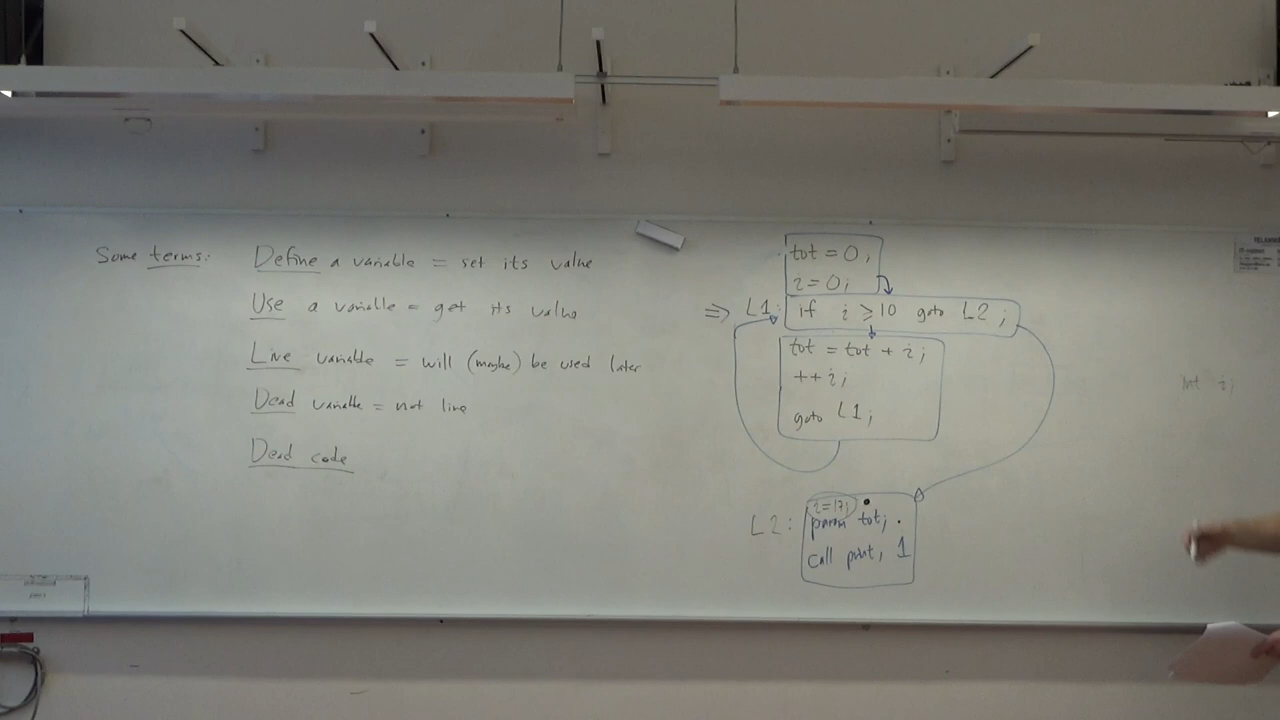 Some terms: Define a variable = set its value
Use a variable = get its value
Live variable = will (maybe) be used later
Dead variable = not live
Dead code
tot = 0;
i = 0;
⇒ L1: if i ≥ 10 goto L2;
tot = tot + i;
++i;
goto L1;
int i;
i=17;
L2: param tot;
call print, 1